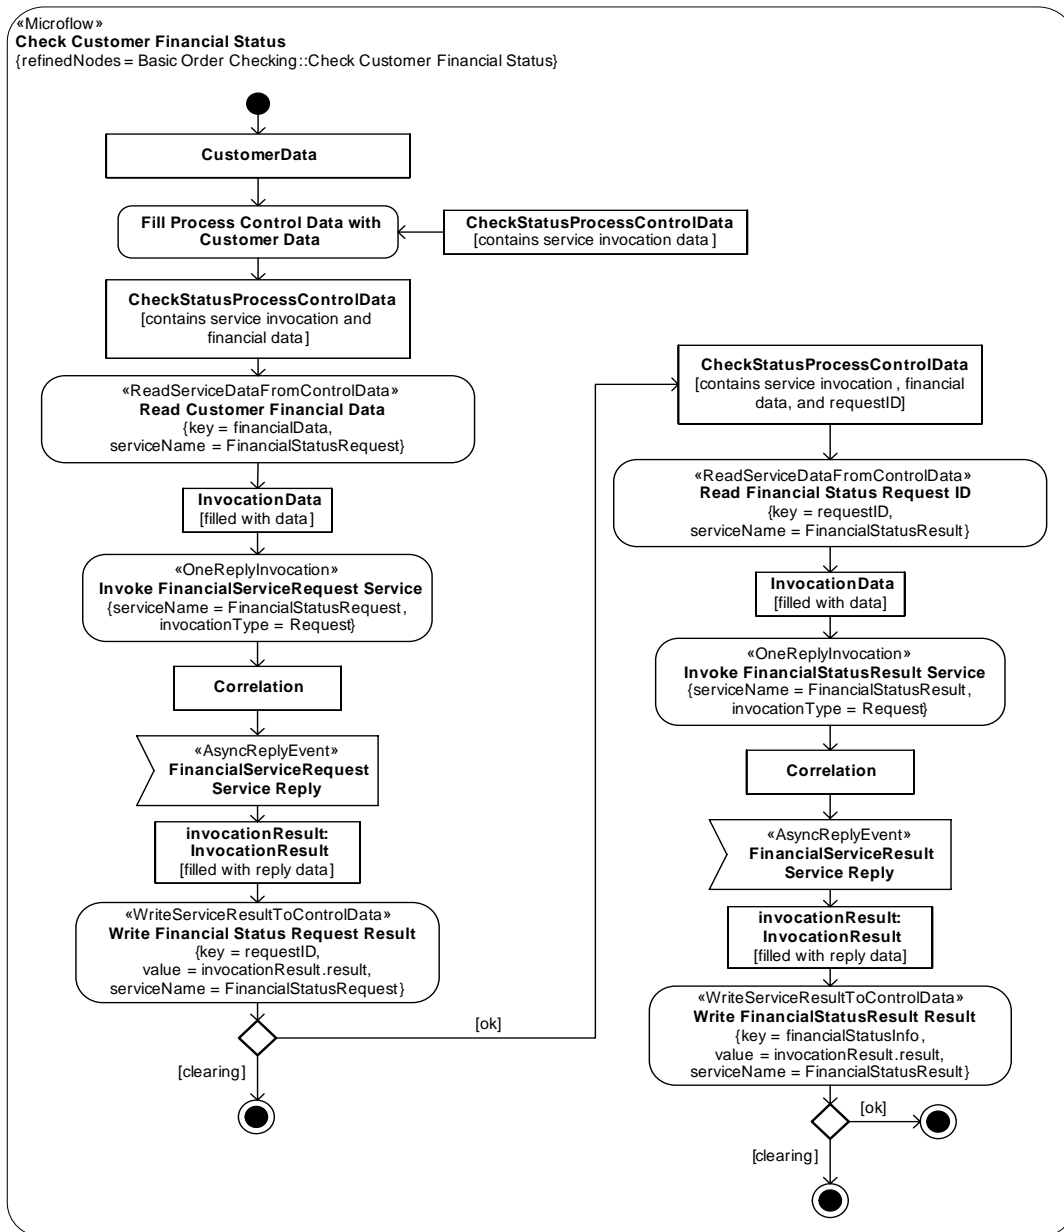 «Microflow»
Check Customer Financial Status
{refinedNodes = Basic Order Checking::Check Customer Financial Status}
CustomerData
Fill Process Control Data with
Customer Data
CheckStatusProcessControlData
[contains service invocation data ]
CheckStatusProcessControlData
[contains service invocation and
financial data]
«ReadServiceDataFromControlData»
Read Customer Financial Data
{key = financialData,
serviceName = FinancialStatusRequest}
InvocationData
[filled with data]
«OneReplyInvocation»
Invoke FinancialServiceRequest Service
{serviceName = FinancialStatusRequest,
invocationType = Request}
Correlation
«AsyncReplyEvent»
FinancialServiceRequest
Service Reply
invocationResult:
InvocationResult
[filled with reply data]
«WriteServiceResultToControlData»
Write Financial Status Request Result
{key = requestID,
value = invocationResult.result,
serviceName = FinancialStatusRequest}
[ok]
[clearing]
CheckStatusProcessControlData
[contains service invocation , financial
data, and requestID]
«ReadServiceDataFromControlData»
Read Financial Status Request ID
{key = requestID,
serviceName = FinancialStatusResult}
InvocationData
[filled with data]
«OneReplyInvocation»
Invoke FinancialStatusResult Service
{serviceName = FinancialStatusResult,
invocationType = Request}
Correlation
«AsyncReplyEvent»
FinancialServiceResult
Service Reply
invocationResult:
InvocationResult
[filled with reply data]
«WriteServiceResultToControlData»
Write FinancialStatusResult Result
{key = financialStatusInfo,
value = invocationResult.result,
serviceName = FinancialStatusResult}
[ok]
[clearing]